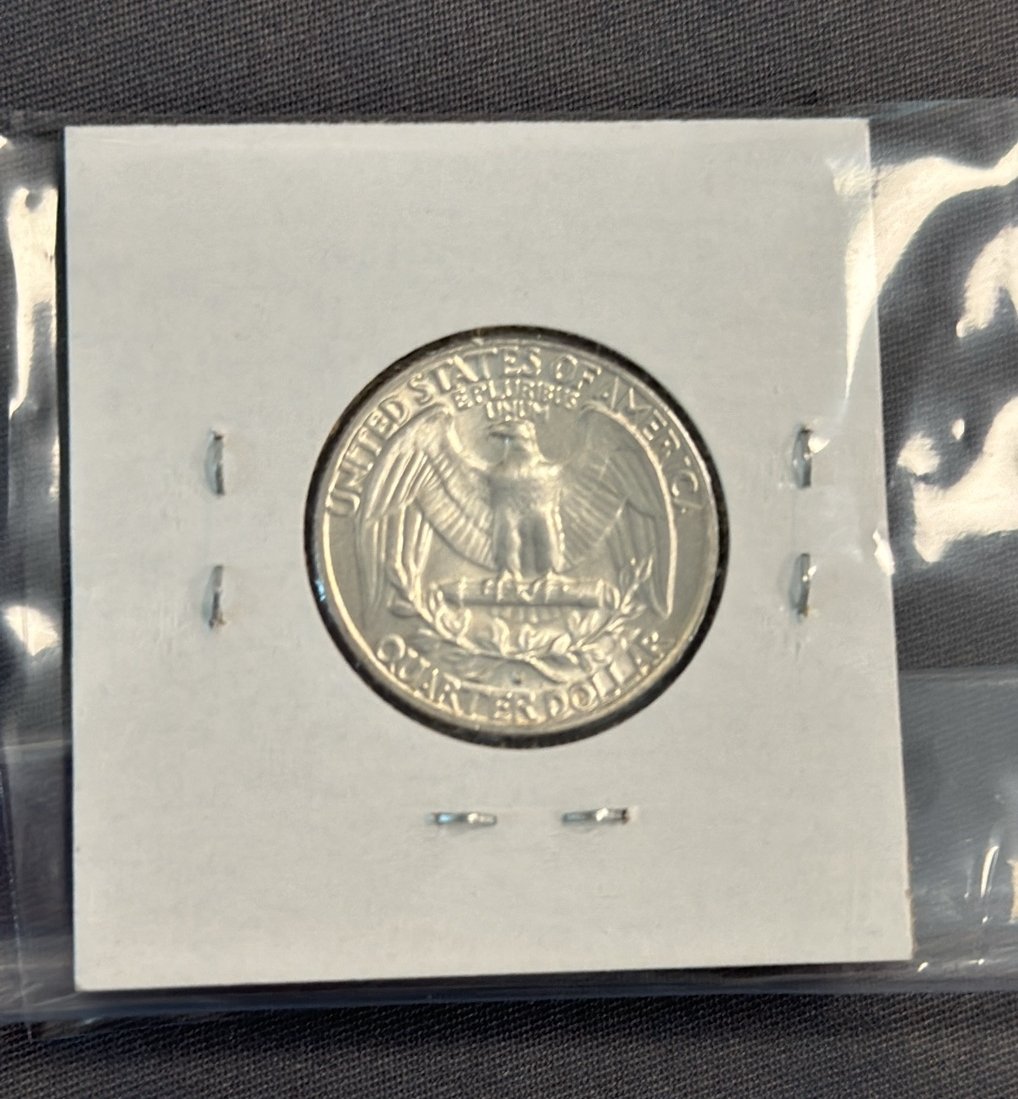 UNITED STATES OF AMERICA
E PLURIBUS
UNUM
QUARTER DOLLAR